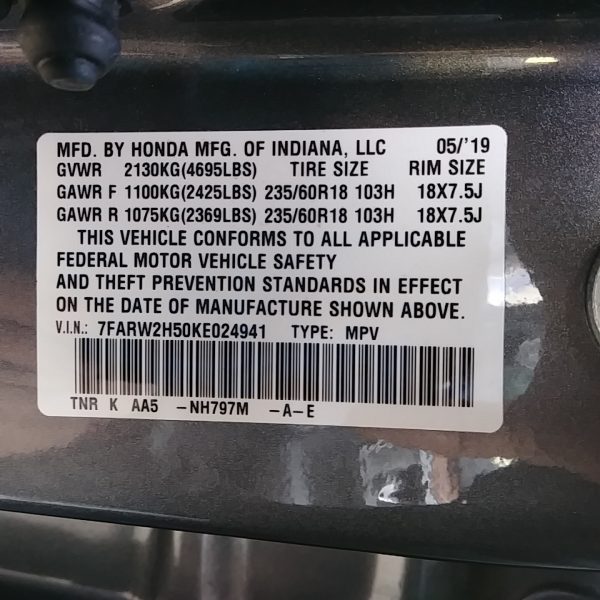 MFD. BY HONDA MFG. OF INDIANA, LLC 05/'19
GVWR 2130KG(4695LBS) TIRE SIZE RIM SIZE
GAWR F 1100KG(2425LBS) 235/60R18 103H 18X7.5J
GAWR R 1075KG(2369LBS) 235/60R18 103H 18X7.5J
THIS VEHICLE CONFORMS TO ALL APPLICABLE
FEDERAL MOTOR VEHICLE SAFETY
AND THEFT PREVENTION STANDARDS IN EFFECT
ON THE DATE OF MANUFACTURE SHOWN ABOVE.
V.I.N.: 7FARW2H50KE024941 TYPE: MPV
TNR K AA5 -NH797M -A-E